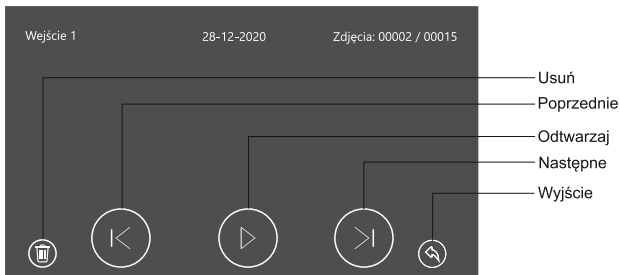 Wejście 1 28-12-2020 Zdjęcia: 00002 / 00015
Usuń
Poprzednie
Odtwarzaj
Następne
Wyjście